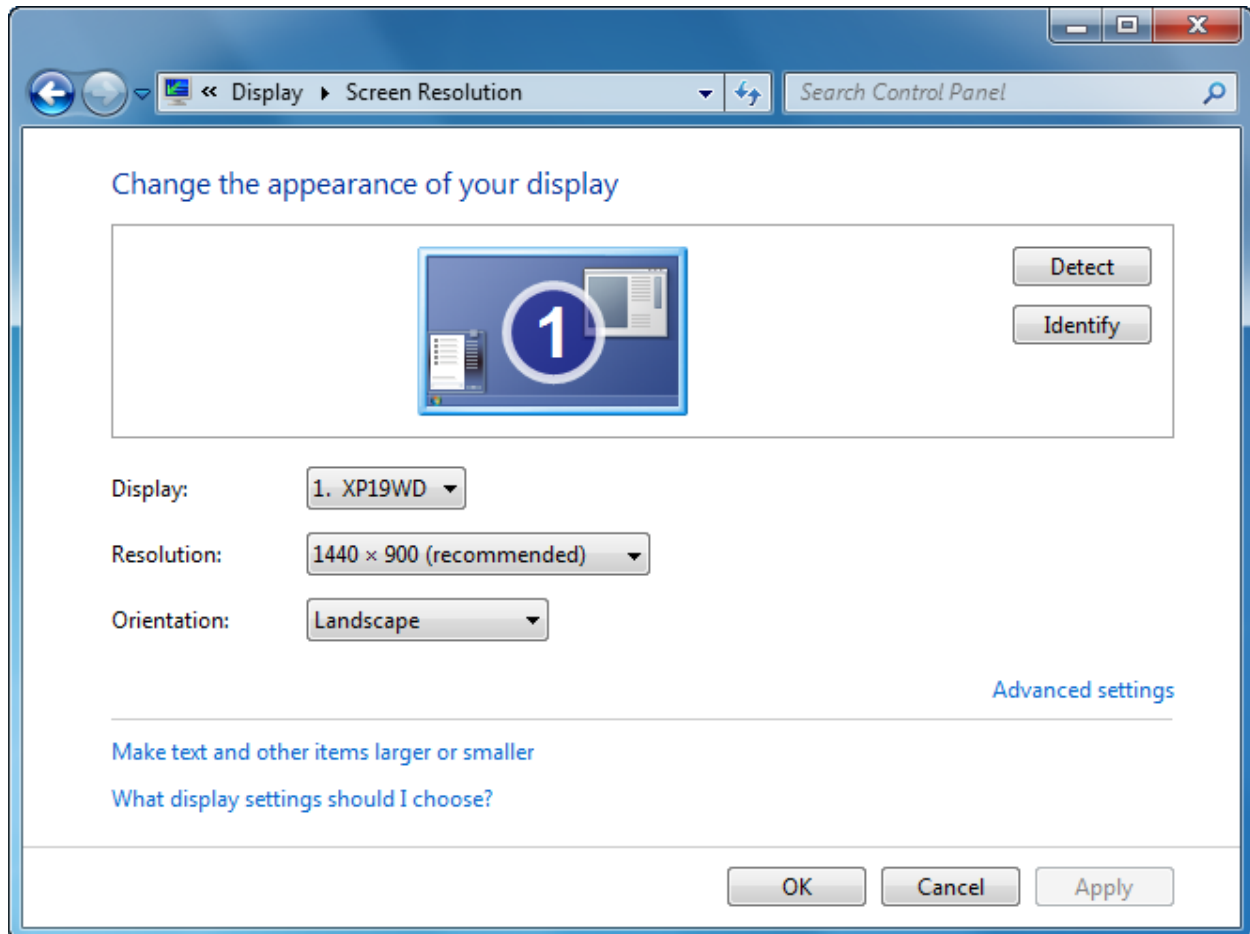 « Display ▸ Screen Resolution
Search Control Panel
Change the appearance of your display
1
Detect
Identify
Display: 1. XP19WD
Resolution: 1440 × 900 (recommended)
Orientation: Landscape
Advanced settings
Make text and other items larger or smaller
What display settings should I choose?
OK Cancel Apply